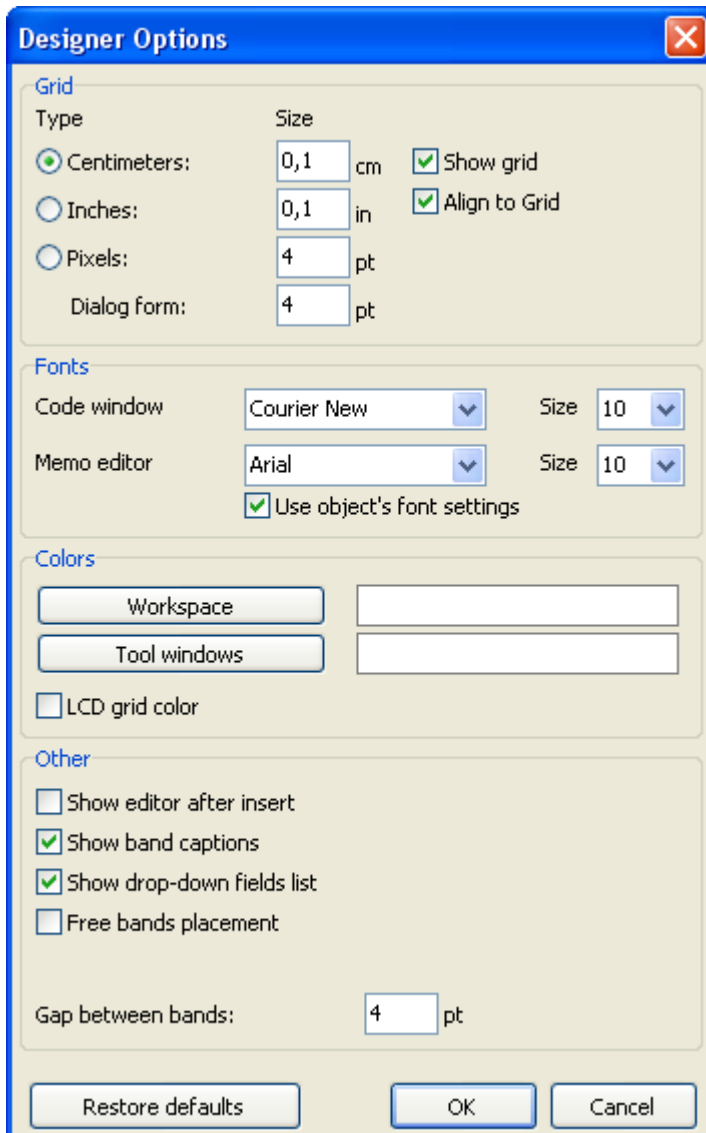 Designer Options
Grid
Type Size
Centimeters: 0,1 cm Show grid
Inches: 0,1 in Align to Grid
Pixels: 4 pt
Dialog form: 4 pt
Fonts
Code window Courier New Size 10
Memo editor Arial Size 10
Use object's font settings
Colors
Workspace
Tool windows
LCD grid color
Other
Show editor after insert
Show band captions
Show drop-down fields list
Free bands placement
Gap between bands: 4 pt
Restore defaults OK Cancel